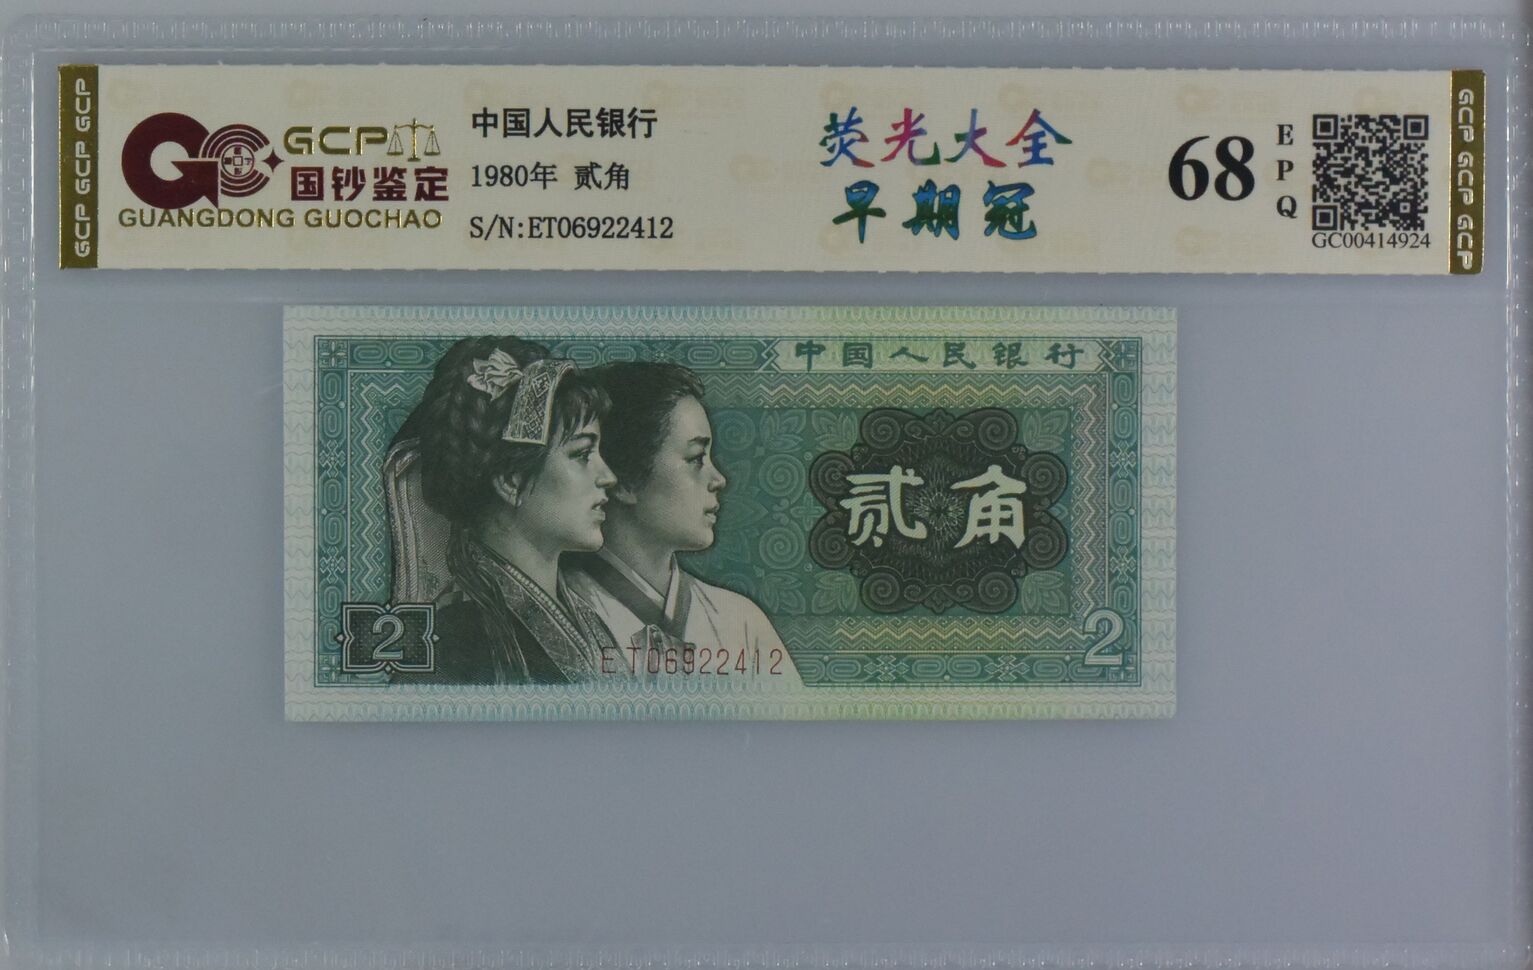 GCP GCP GCP
GCP
国钞鉴定
GUANGDONG GUOCHAO
中国人民银行
1980年 贰角
S/N:ET06922412
荧光大全
早期冠
68
EPQ
GC00414924
GCP GCP GCP
中国人民银行
贰角
2
2
ET06922412